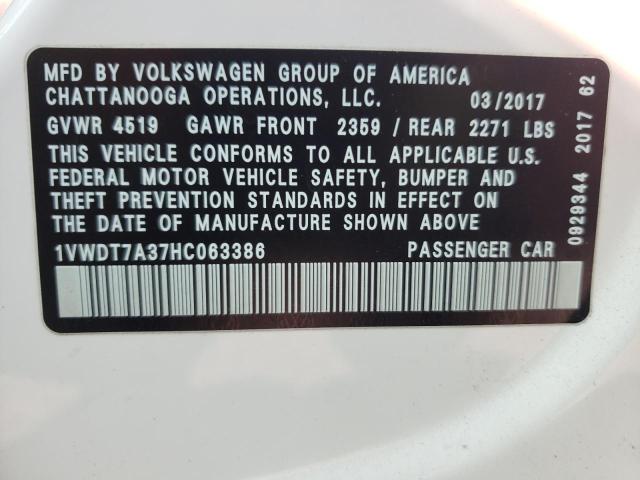 MFD BY VOLKSWAGEN GROUP OF AMERICA
CHATTANOOGA OPERATIONS, LLC. 03/2017
GVWR 4519 GAWR FRONT 2359 / REAR 2271 LBS
THIS VEHICLE CONFORMS TO ALL APPLICABLE U.S.
FEDERAL MOTOR VEHICLE SAFETY, BUMPER AND
THEFT PREVENTION STANDARDS IN EFFECT ON
THE DATE OF MANUFACTURE SHOWN ABOVE
1VWDT7A37HC063386 PASSENGER CAR
0929344 2017 62